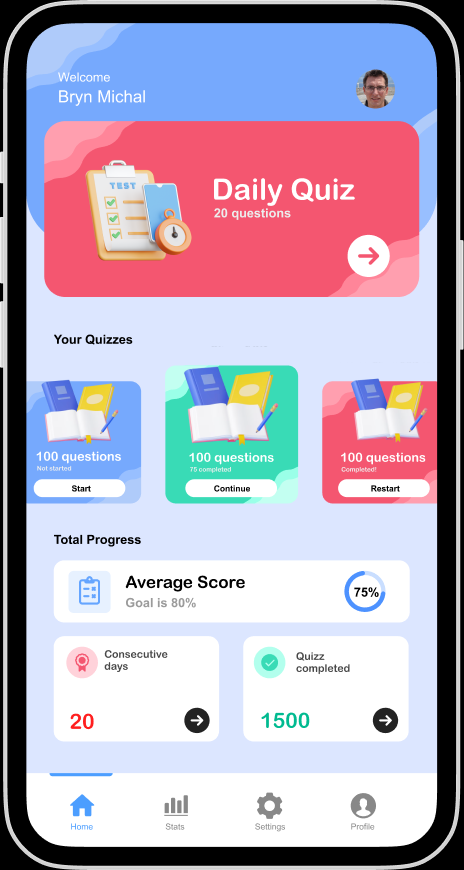 Welcome
Bryn Michal
TEST
Daily Quiz
20 questions
Your Quizzes
100 questions
Not started
Start
100 questions
70 completed
Continue
100 questions
Completed!
Restart
Total Progress
Average Score
Goal is 80%
75%
Consecutive
days
20
Quizz
completed
1500
Home
Stats
Settings
Profile